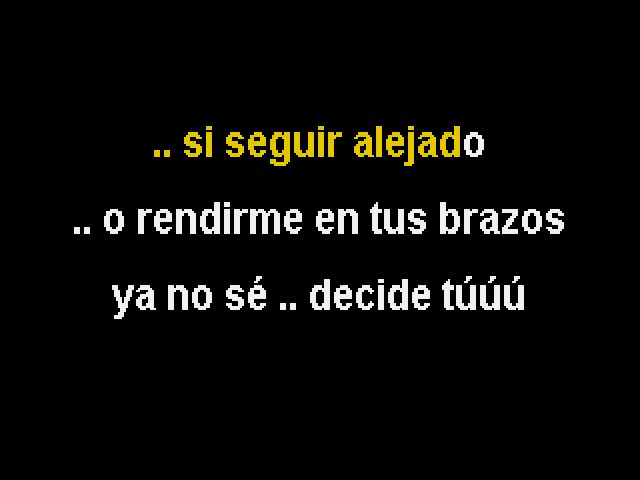 .. si seguir alejado
.. o rendirme en tus brazos
ya no sé .. decide túúú